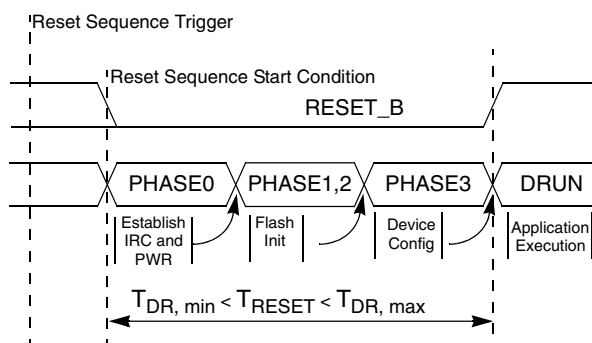 Reset Sequence Trigger
Reset Sequence Start Condition
RESET_B
PHASE0
PHASE1,2
PHASE3
DRUN
Establish
IRC and
PWR
Flash
Init
Device
Config
Application
Execution
TDR, min < TRESET < TDR, max